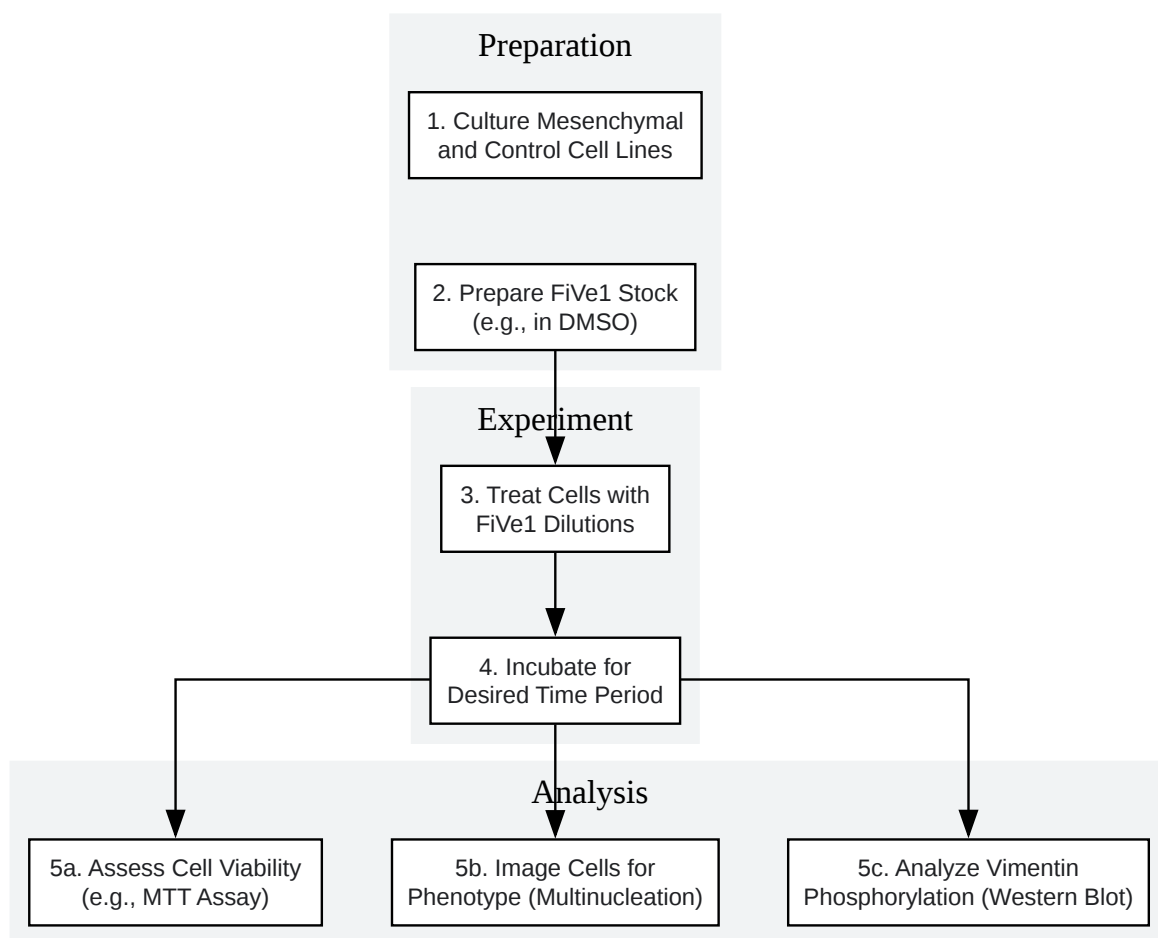 Preparation
1. Culture Mesenchymal
and Control Cell Lines
2. Prepare FiVe1 Stock
(e.g., in DMSO)
Experiment
3. Treat Cells with
FiVe1 Dilutions
4. Incubate for
Desired Time Period
Analysis
5a. Assess Cell Viability
(e.g., MTT Assay)
5b. Image Cells for
Phenotype (Multinucleation)
5c. Analyze Vimentin
Phosphorylation (Western Blot)